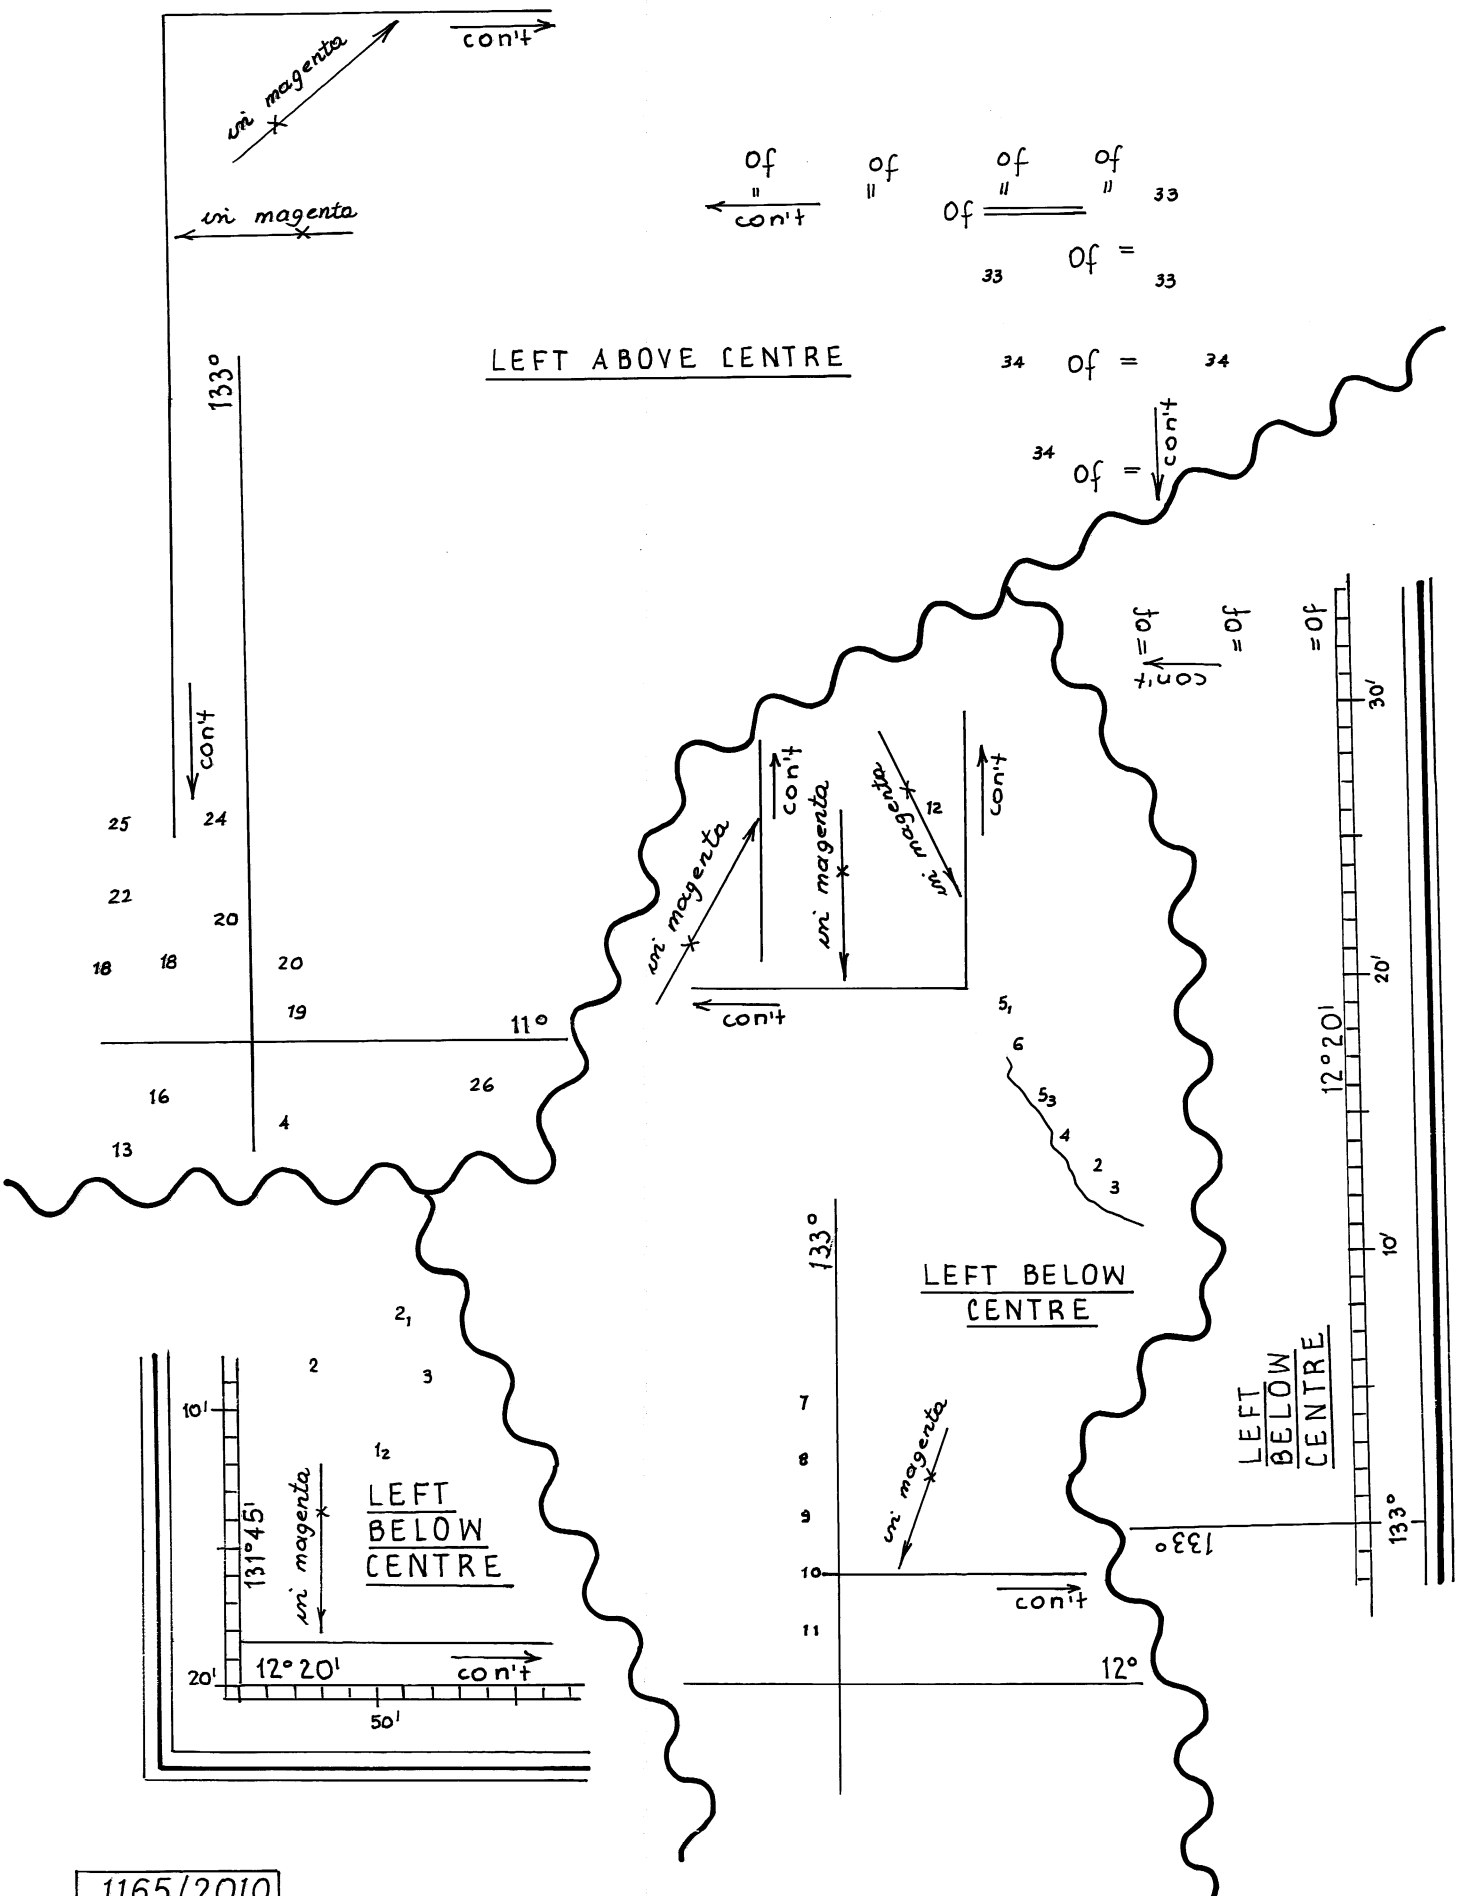 in magenta
con't
in magenta
Of Of Of Of
" " " " 33
con't
Of
Of =
33 33
LEFT ABOVE CENTRE
133°
34 Of = 34
con't
34 Of =
con't
25 24
22
20
18 18 20
19
11°
16 26
4
13
=Of =Of =Of
con't
30'
20'
12°20'
10'
133°
133°
LEFT
BELOW
CENTRE
con't
in magenta
in magenta
in magenta
12
con't
con't
5₁
6
5₃
4
2
3
133°
LEFT BELOW
CENTRE
7
8
9
10
11
in magenta
con't
12°
2₁
2 3
10'
1₂
in magenta
131°45'
LEFT
BELOW
CENTRE
20' 12°20' con't
50'
1165/2010